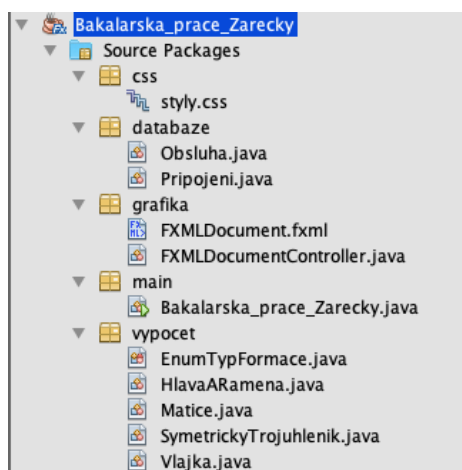 Bakalarska_prace_Zarecky
Source Packages
css
styly.css
databaze
Obsluha.java
Pripojeni.java
grafika
FXMLDocument.fxml
FXMLDocumentController.java
main
Bakalarska_prace_Zarecky.java
vypocet
EnumTypFormace.java
HlavaARamena.java
Matice.java
SymetrickyTrojuhlenik.java
Vlajka.java